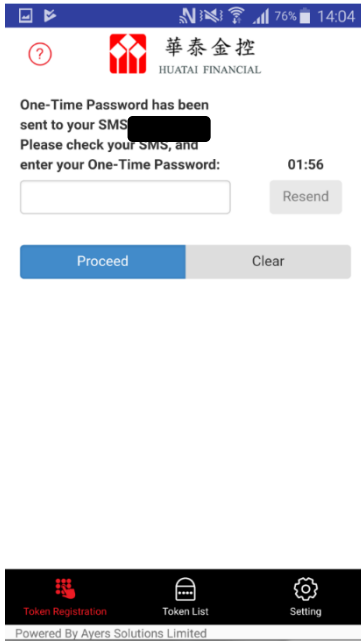 76% 14:04
?
華泰金控
HUATAI FINANCIAL
One-Time Password has been
sent to your SMS
Please check your SMS, and
enter your One-Time Password: 01:56
Resend
Proceed Clear
Token Registration Token List Setting
Powered By Ayers Solutions Limited